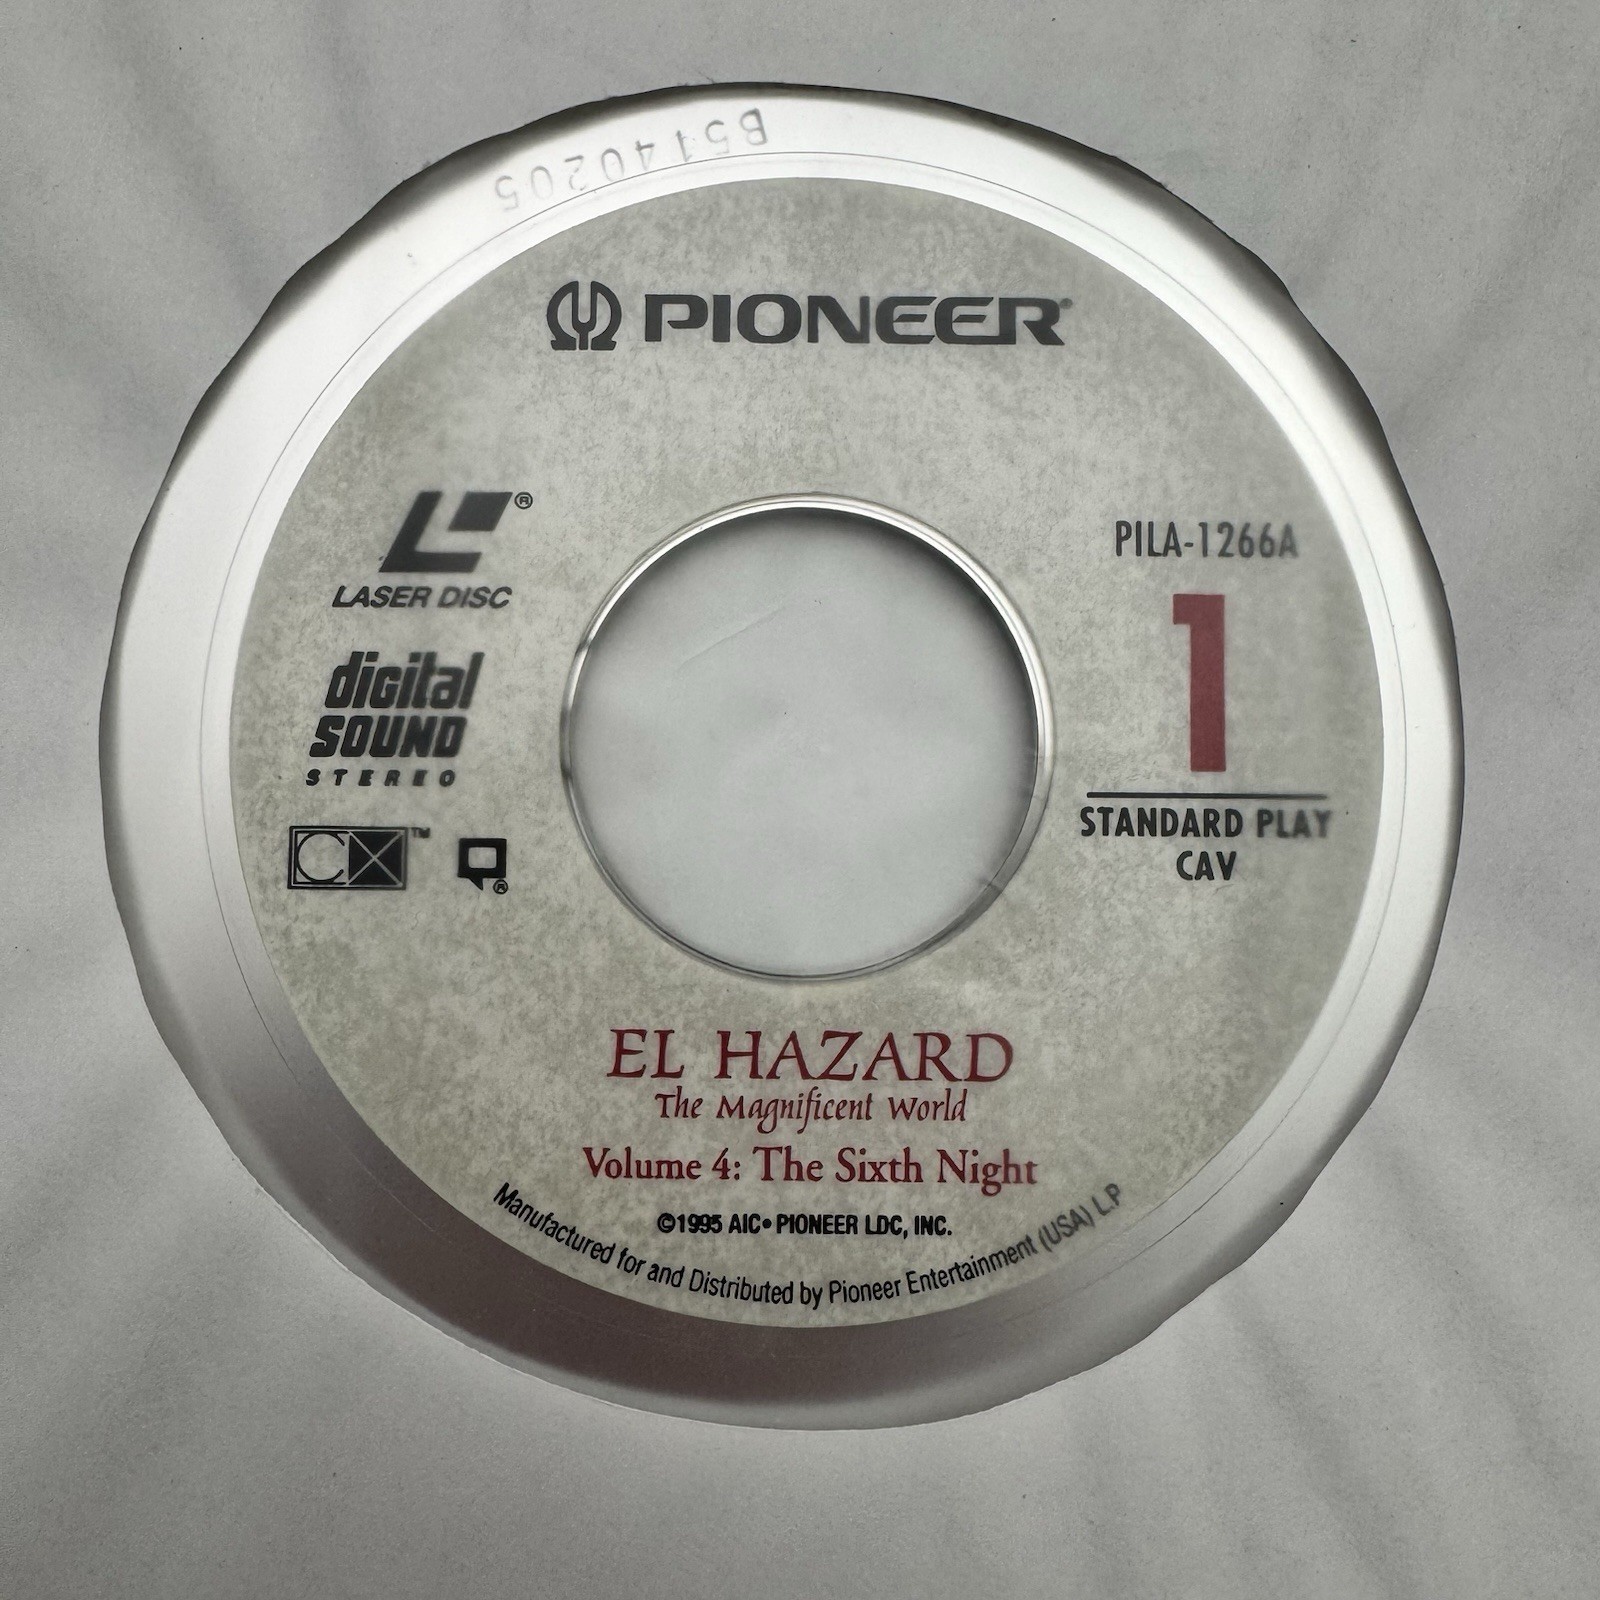 B5140205
PIONEER®
L®
LASER DISC
digital
SOUND
STEREO
CX™
®
PILA-1266A
1
STANDARD PLAY
CAV
EL HAZARD
The Magnificent World
Volume 4: The Sixth Night
©1995 AIC• PIONEER LDC, INC.
Manufactured for and Distributed by Pioneer Entertainment (USA) L.P